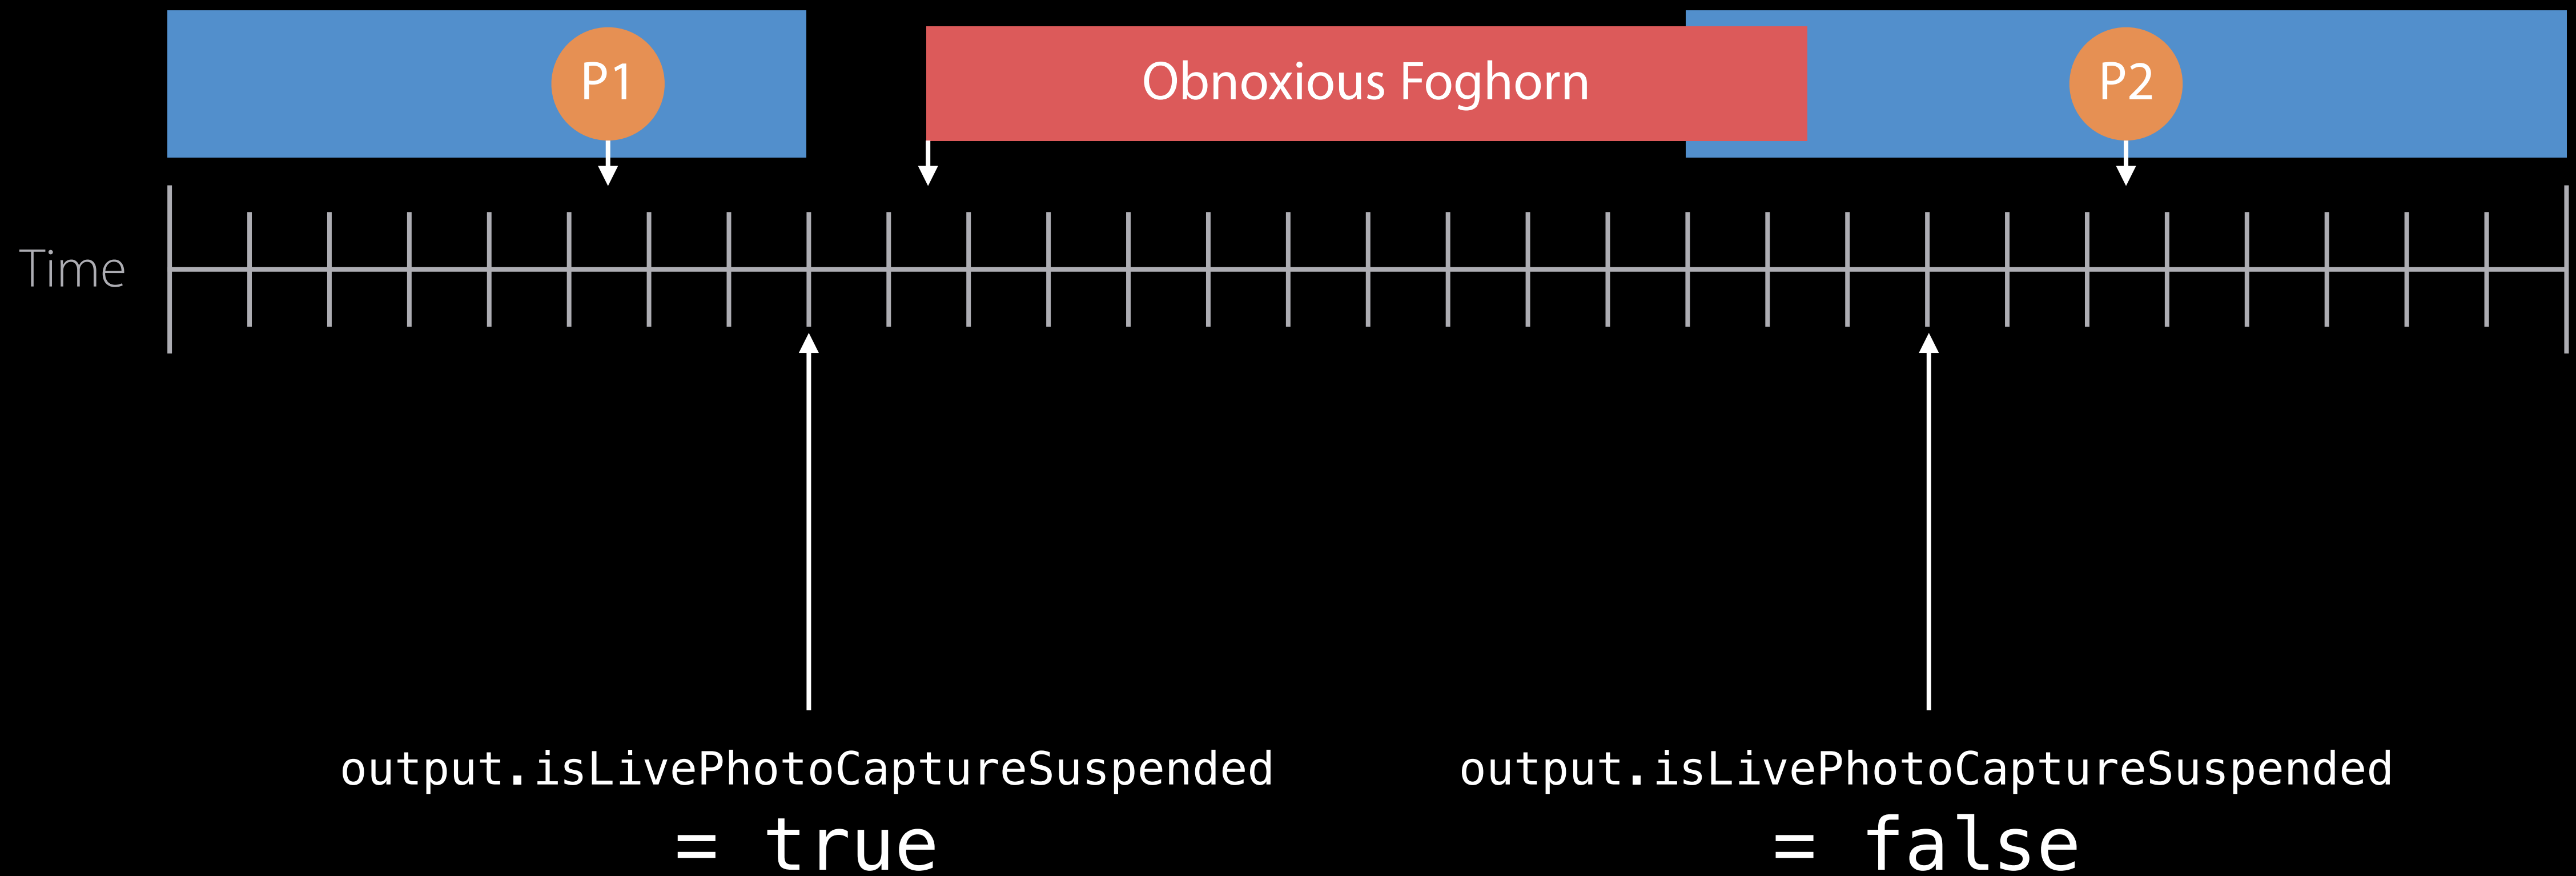 P1
Obnoxious Foghorn
P2
Time
output.isLivePhotoCaptureSuspended
= true
output.isLivePhotoCaptureSuspended
= false